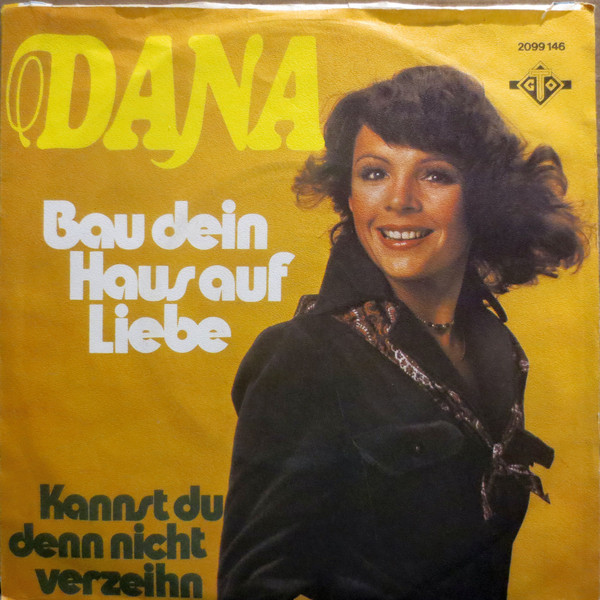 DANA
2099 146
GTO
Bau dein
Haus auf
Liebe
Kannst du
denn nicht
verzeihn